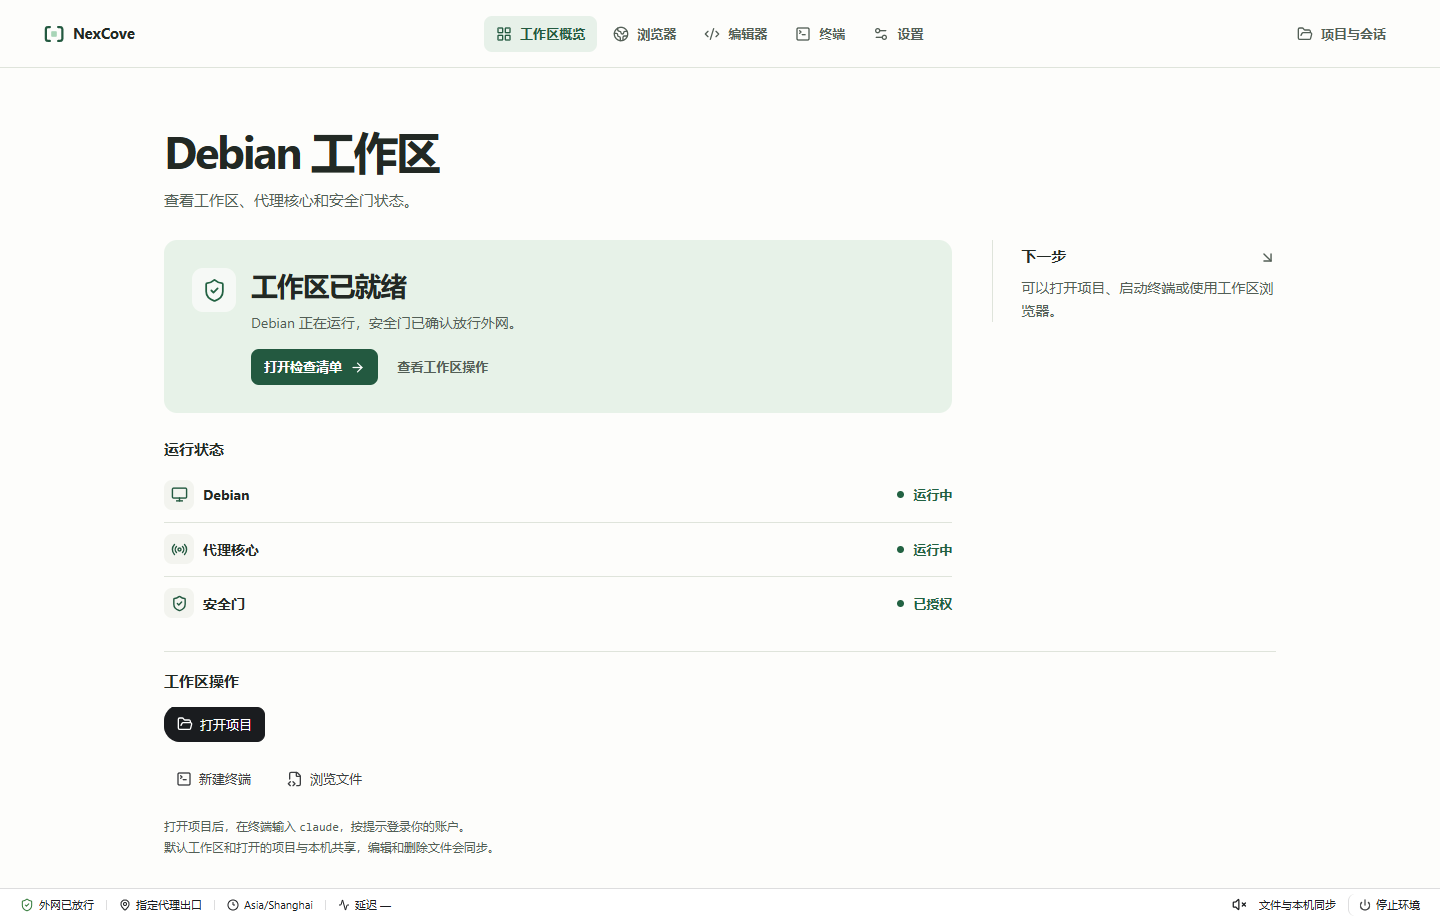 NexCove
工作区概览
浏览器
编辑器
终端
设置
项目与会话
Debian 工作区
查看工作区、代理核心和安全门状态。
工作区已就绪
Debian 正在运行，安全门已确认放行外网。
打开检查清单
查看工作区操作
下一步
可以打开项目、启动终端或使用工作区浏
览器。
运行状态
Debian
运行中
代理核心
运行中
安全门
已授权
工作区操作
打开项目
新建终端
浏览文件
打开项目后，在终端输入 claude，按提示登录你的账户。
默认工作区和打开的项目与本机共享，编辑和删除文件会同步。
外网已放行
指定代理出口
Asia/Shanghai
延迟 —
文件与本机同步
停止环境